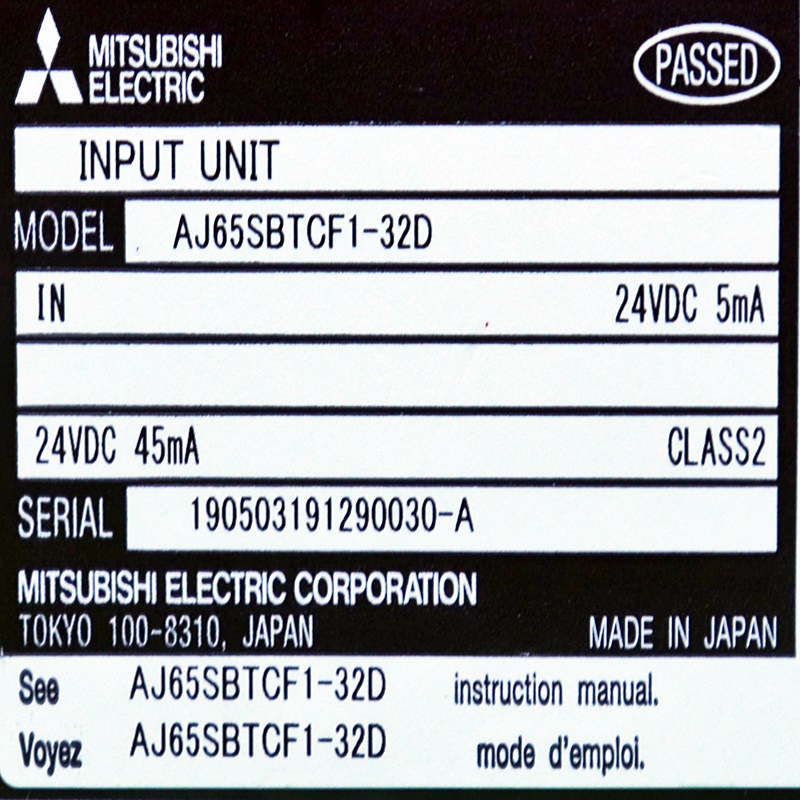 MITSUBISHI
ELECTRIC
PASSED
INPUT UNIT
MODEL AJ65SBTCF1-32D
IN 24VDC 5mA
24VDC 45mA CLASS2
SERIAL 190503191290030-A
MITSUBISHI ELECTRIC CORPORATION
TOKYO 100-8310, JAPAN MADE IN JAPAN
See AJ65SBTCF1-32D instruction manual.
Voyez AJ65SBTCF1-32D mode d'emploi.